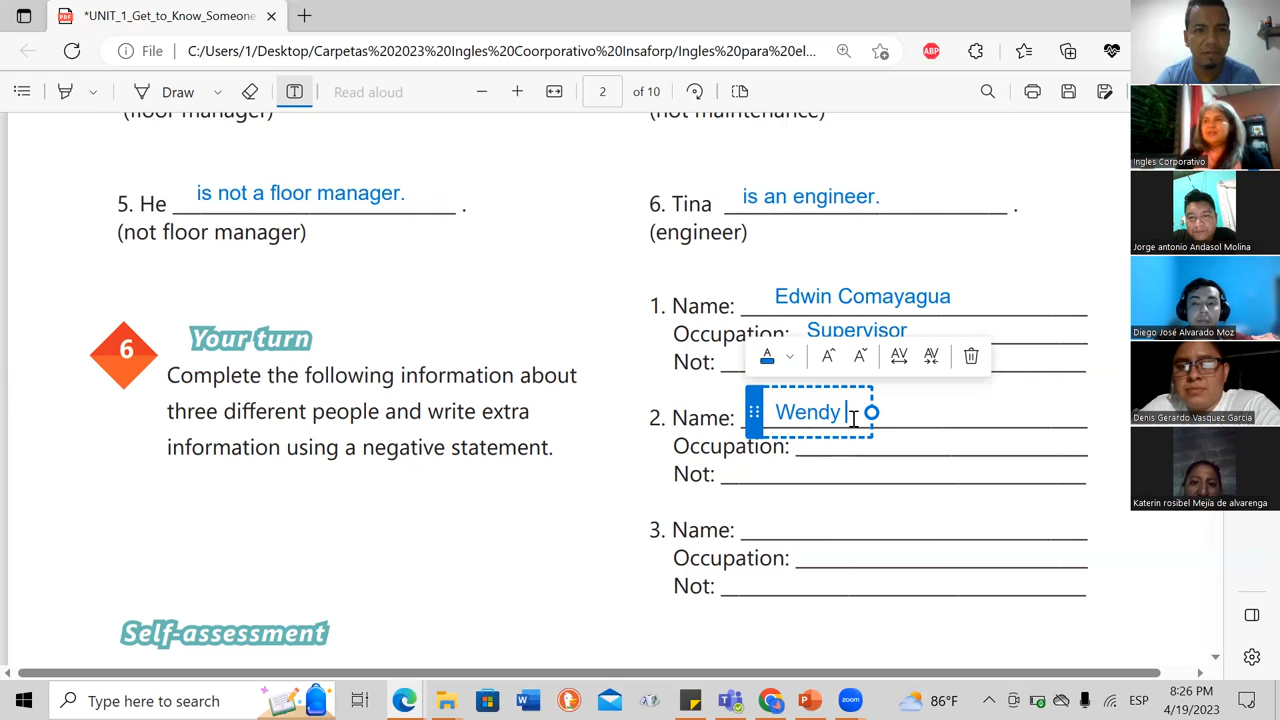 *UNIT_1_Get_to_Know_Someone.
File
C:/Users/1/Desktop/Carpetas%202023%20Ingles%20Coorporativo%20Insaforp/Ingles%20para%20el...
ABP
Draw
Read aloud
2 of 10
(floor manager)
(not maintenance)
5. He is not a floor manager. .
(not floor manager)
6. Tina is an engineer. .
(engineer)
6
Your turn
Complete the following information about
three different people and write extra
information using a negative statement.
1. Name: Edwin Comayagua
Occupation: Supervisor
Not:
2. Name: Wendy
Occupation:
Not:
3. Name:
Occupation:
Not:
Self-assessment
Ingles Corporativo
Jorge antonio Andasol Molina
Diego José Alvarado Moz
Denis Gerardo Vasquez Garcia
Katerin rosibel Mejía de alvarenga
Type here to search
zoom
86°F
ESP
8:26 PM
4/19/2023